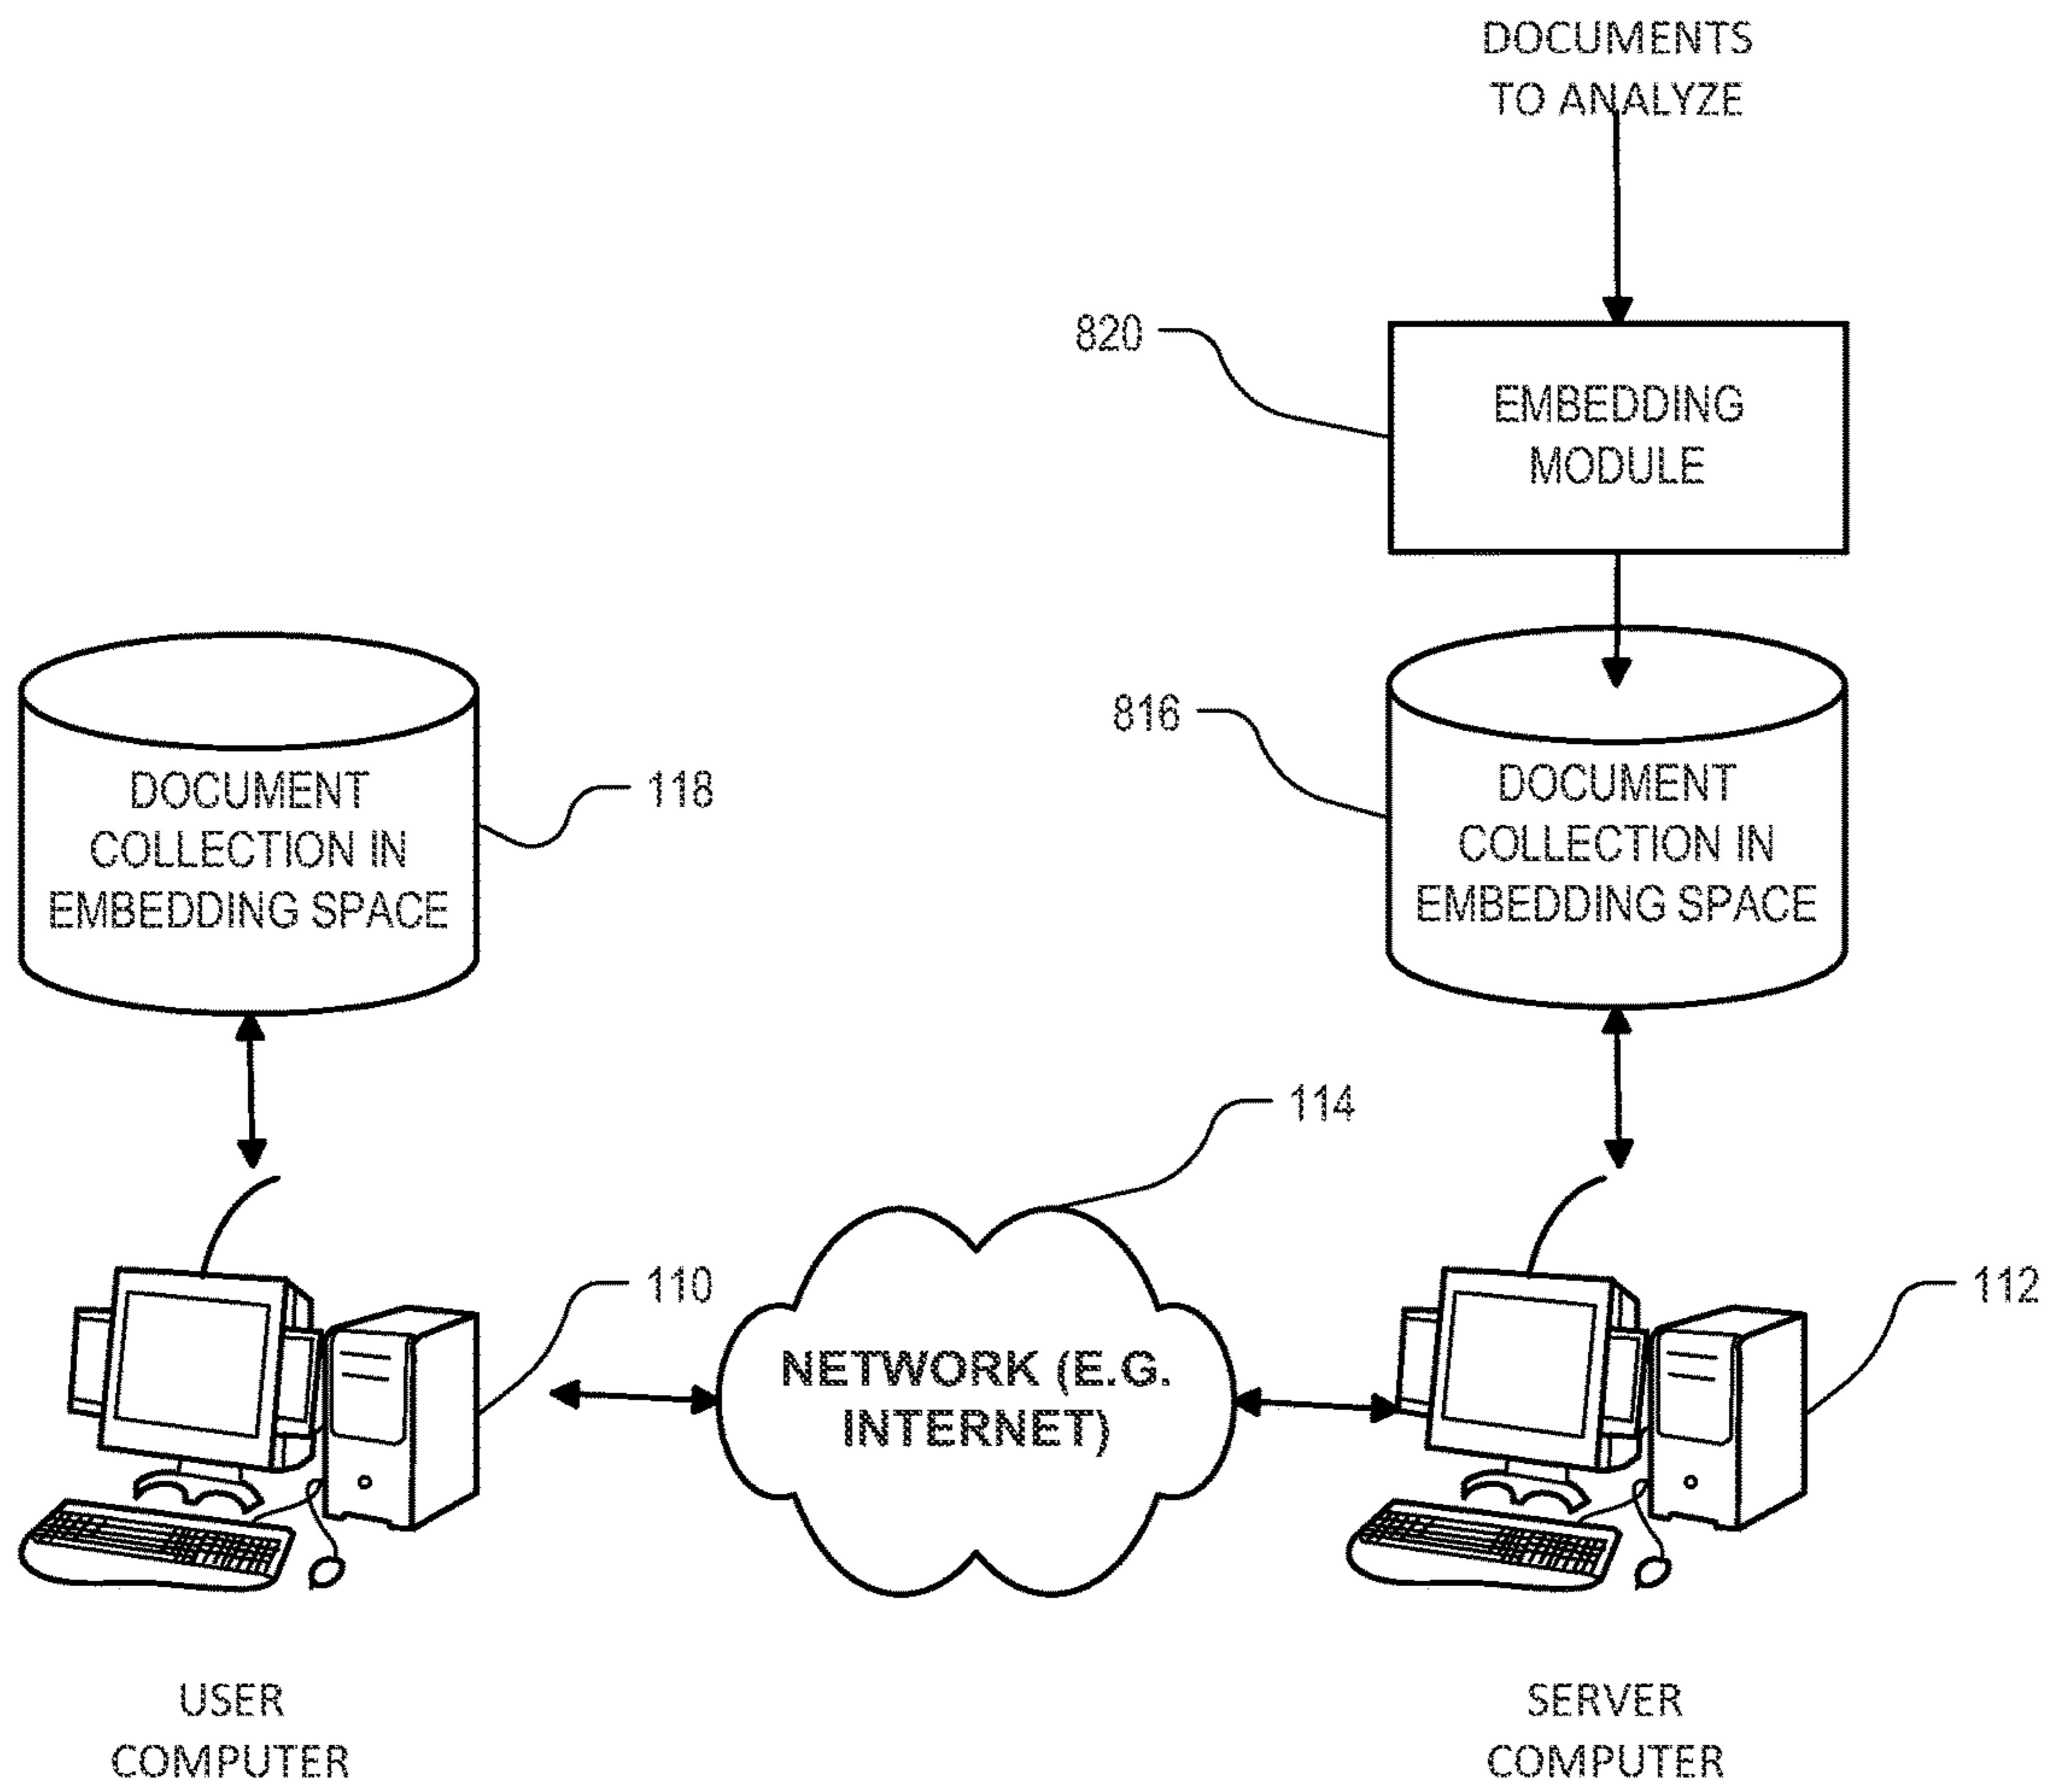 DOCUMENTS
TO ANALYZE
820
EMBEDDING
MODULE
816
DOCUMENT
COLLECTION IN
EMBEDDING SPACE
118
DOCUMENT
COLLECTION IN
EMBEDDING SPACE
114
110
NETWORK (E.G.
INTERNET)
112
USER
COMPUTER
SERVER
COMPUTER